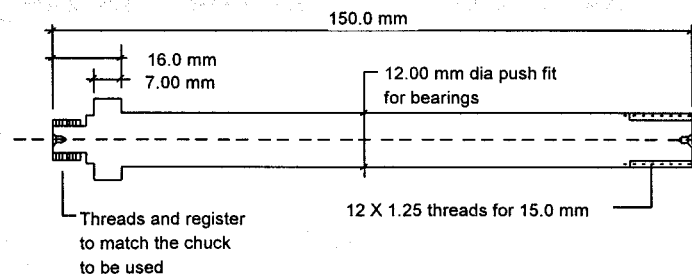 150.0 mm
16.0 mm
7.00 mm
12.00 mm dia push fit
for bearings
12 X 1.25 threads for 15.0 mm
Threads and register
to match the chuck
to be used